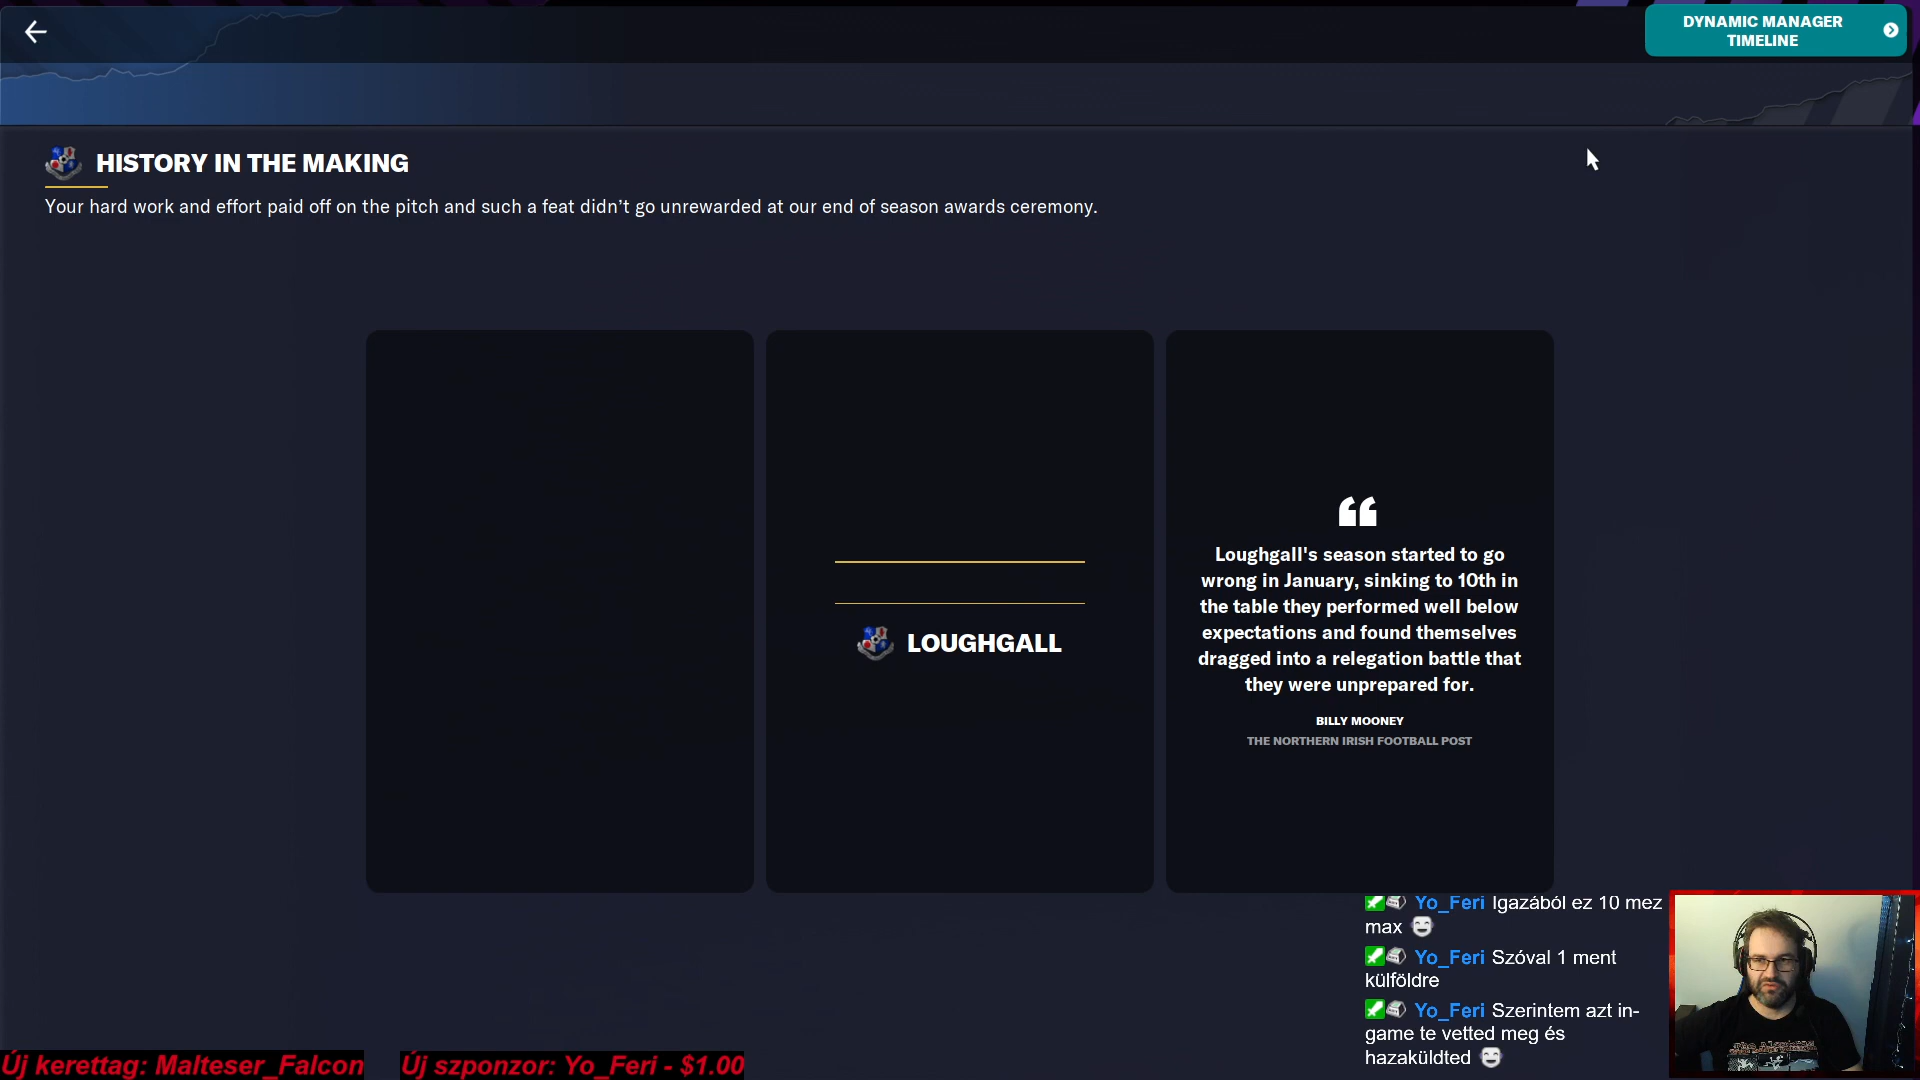 DYNAMIC MANAGER
TIMELINE
HISTORY IN THE MAKING
Your hard work and effort paid off on the pitch and such a feat didn't go unrewarded at our end of season awards ceremony.
LOUGHGALL
Loughgall's season started to go
wrong in January, sinking to 10th in
the table they performed well below
expectations and found themselves
dragged into a relegation battle that
they were unprepared for.
BILLY MOONEY
THE NORTHERN IRISH FOOTBALL POST
Yo_Feri Igazából ez 10 mez
max
Yo_Feri Szóval 1 ment
külföldre
Yo_Feri Szerintem azt in-
game te vetted meg és
hazaküldted
Új kerettag: Malteser_Falcon
Új szponzor: Yo_Feri - $1.00